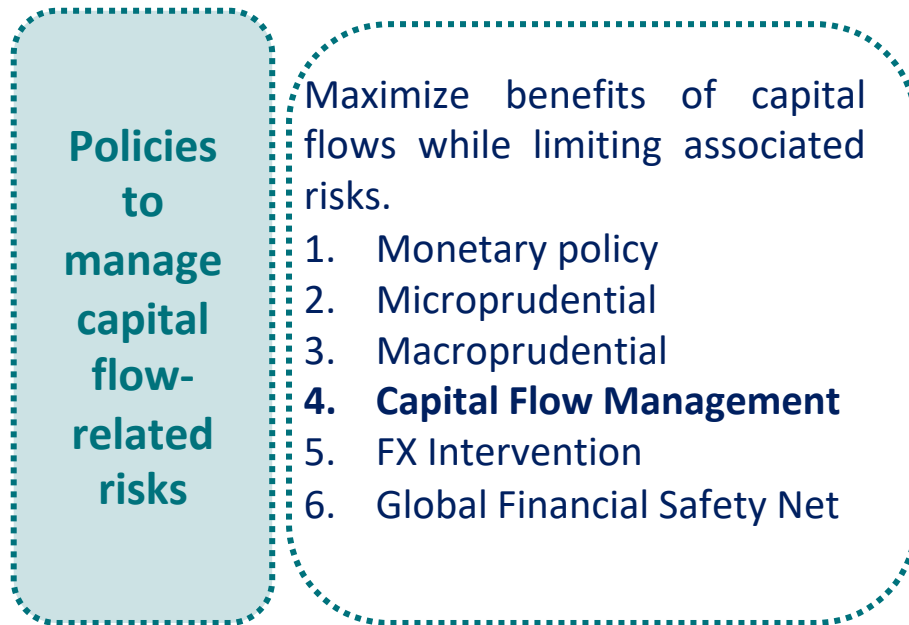 Policies
to
manage
capital
flow-
related
risks
Maximize benefits of capital
flows while limiting associated
risks.
1. Monetary policy
2. Microprudential
3. Macroprudential
4. Capital Flow Management
5. FX Intervention
6. Global Financial Safety Net